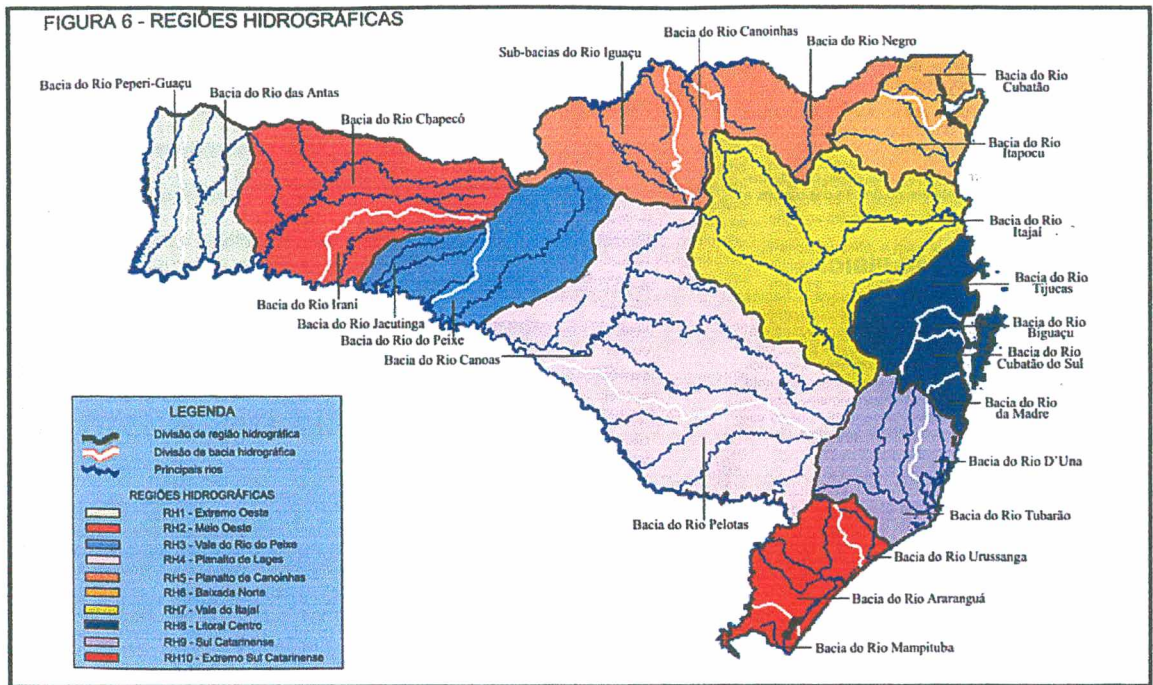 FIGURA 6 - REGIÕES HIDROGRÁFICAS
Bacia do Rio Peperi-Guaçu
Bacia do Rio das Antas
Bacia do Rio Chapecó
Sub-bacias do Rio Iguaçu
Bacia do Rio Canoinhas
Bacia do Rio Negro
Bacia do Rio
Cubatão
Bacia do Rio
Itapocu
Bacia do Rio
Itajaí
Bacia do Rio
Tijucas
Bacia do Rio
Biguaçu
Bacia do Rio
Cubatão do Sul
Bacia do Rio
da Madre
Bacia do Rio D'Una
Bacia do Rio Tubarão
Bacia do Rio Urussanga
Bacia do Rio Araranguá
Bacia do Rio Mampituba
Bacia do Rio Irani
Bacia do Rio Jacutinga
Bacia do Rio do Peixe
Bacia do Rio Canoas
Bacia do Rio Pelotas
LEGENDA
Divisão de região hidrográfica
Divisão de bacia hidrográfica
Principais rios
REGIÕES HIDROGRÁFICAS
RH1 - Extremo Oeste
RH2 - Meio Oeste
RH3 - Vale do Rio do Peixe
RH4 - Planalto de Lages
RH5 - Planalto de Canoinhas
RH6 - Baixada Norte
RH7 - Vale do Itajaí
RH8 - Litoral Centro
RH9 - Sul Catarinense
RH10 - Extremo Sul Catarinense